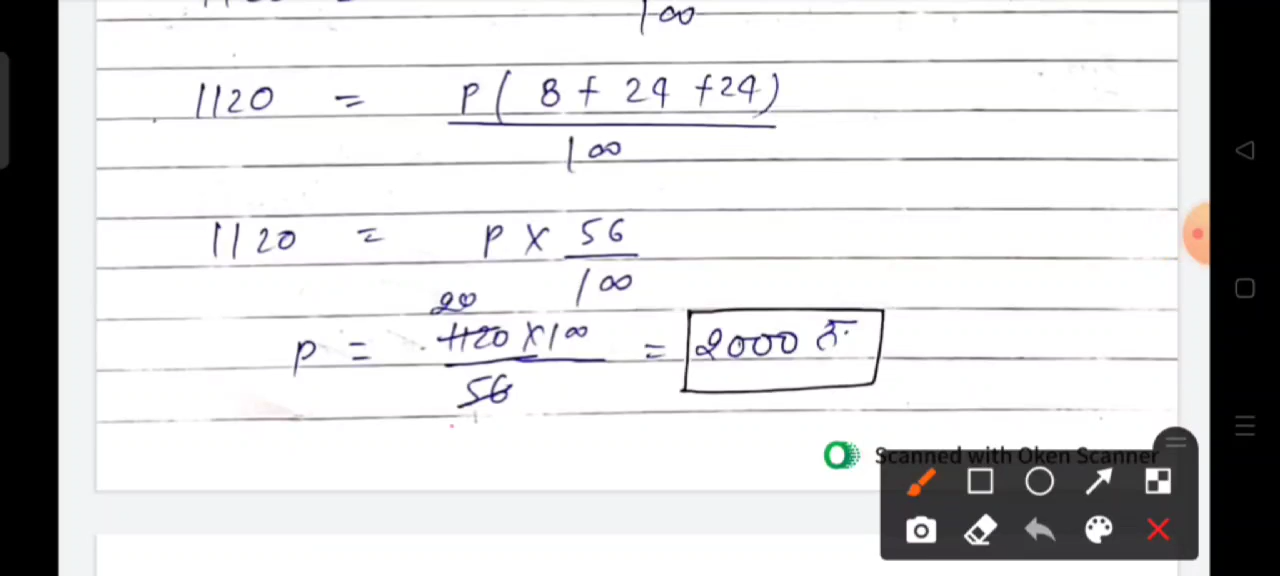 100
1120 = P( 8 + 24 + 24)
100
1120 = P X 56
100
20
P = 1120 X 100 = 2000 रू.
56
Scanned with Oken Scanner